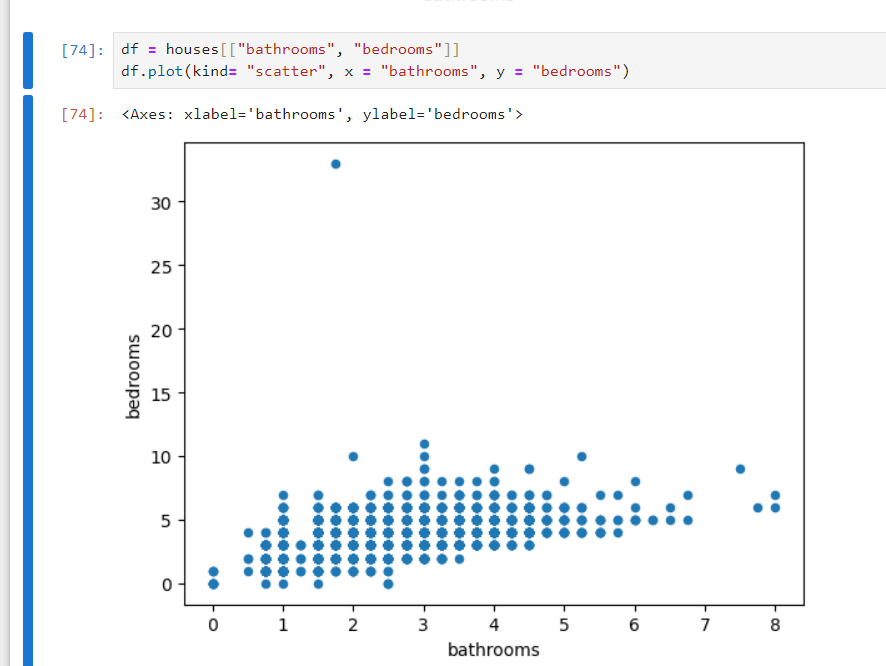 [74]: df = houses[["bathrooms", "bedrooms"]]
df.plot(kind= "scatter", x = "bathrooms", y = "bedrooms")
[74]: <Axes: xlabel='bathrooms', ylabel='bedrooms'>
30
25
20
15
10
5
0
bedrooms
0 1 2 3 4 5 6 7 8
bathrooms